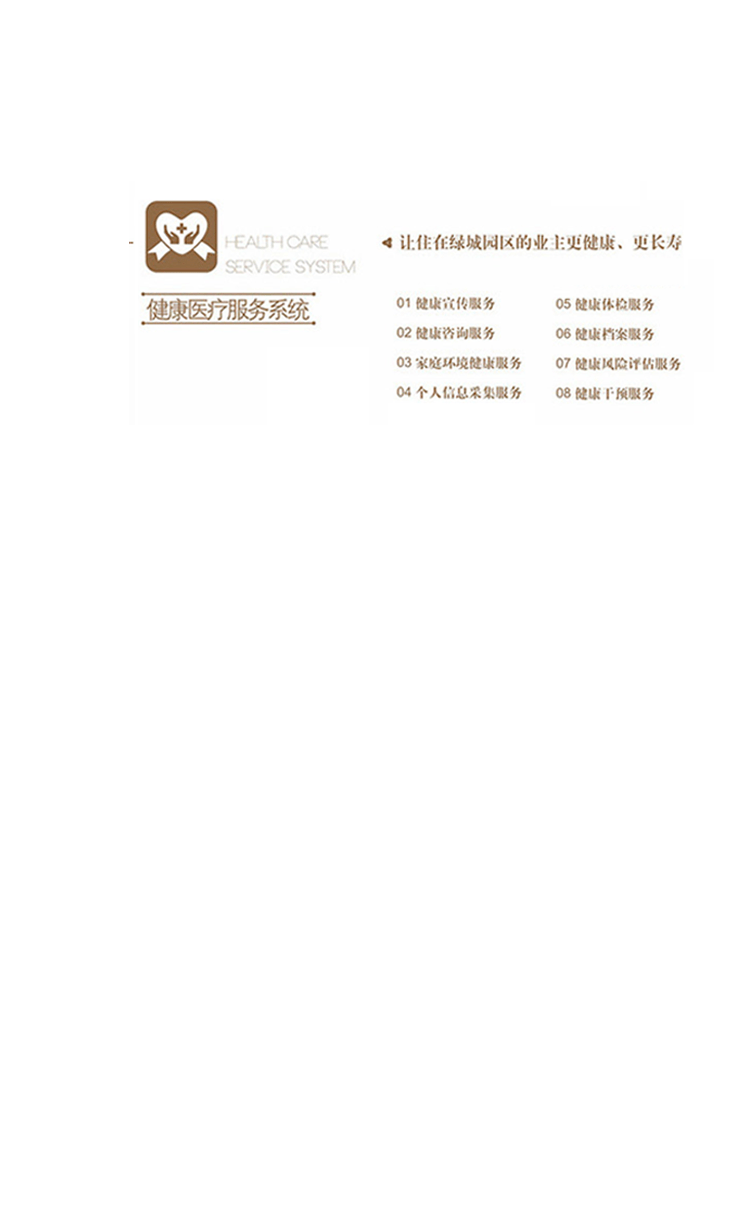 HEALTH CARE
SERVICE SYSTEM
健康医疗服务系统
让住在绿城园区的业主更健康、更长寿
01 健康宣传服务
02 健康咨询服务
03 家庭环境健康服务
04 个人信息采集服务
05 健康体检服务
06 健康档案服务
07 健康风险评估服务
08 健康干预服务